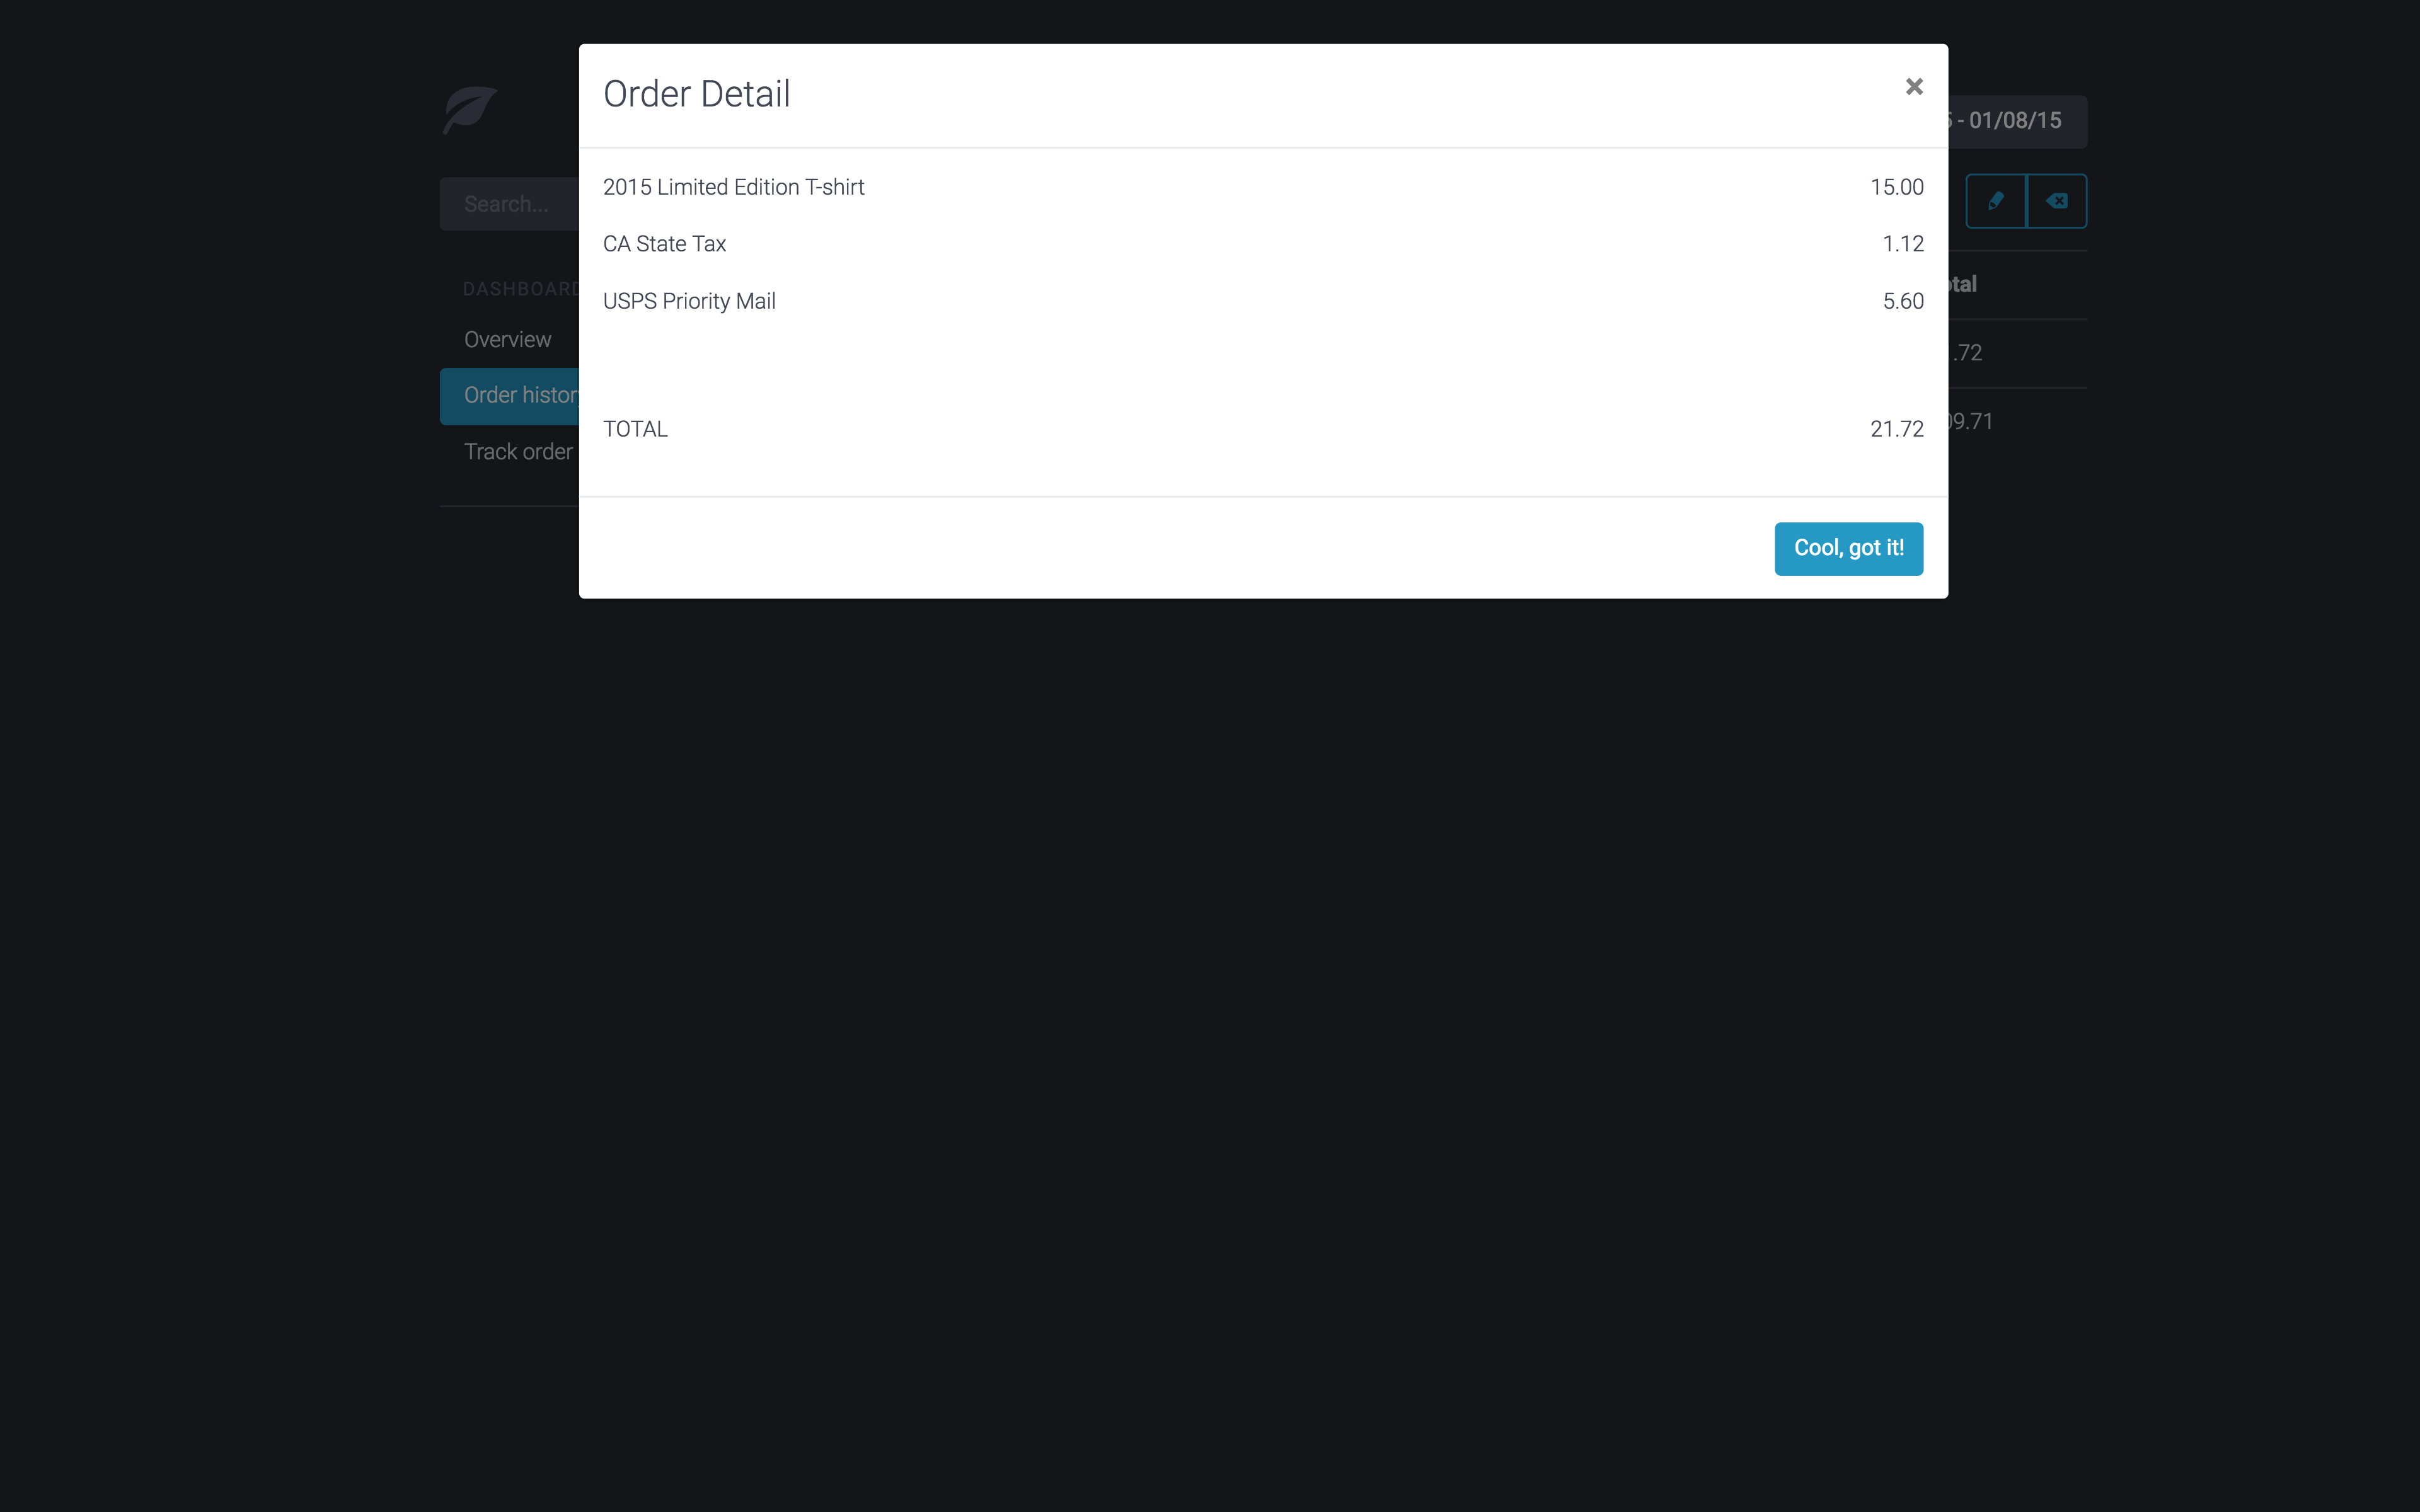 Order Detail
×
2015 Limited Edition T-shirt 15.00
CA State Tax 1.12
USPS Priority Mail 5.60
TOTAL 21.72
Cool, got it!
- 01/08/15
Search...
DASHBOARD
Overview
Order histor
Track order
otal
.72
09.71